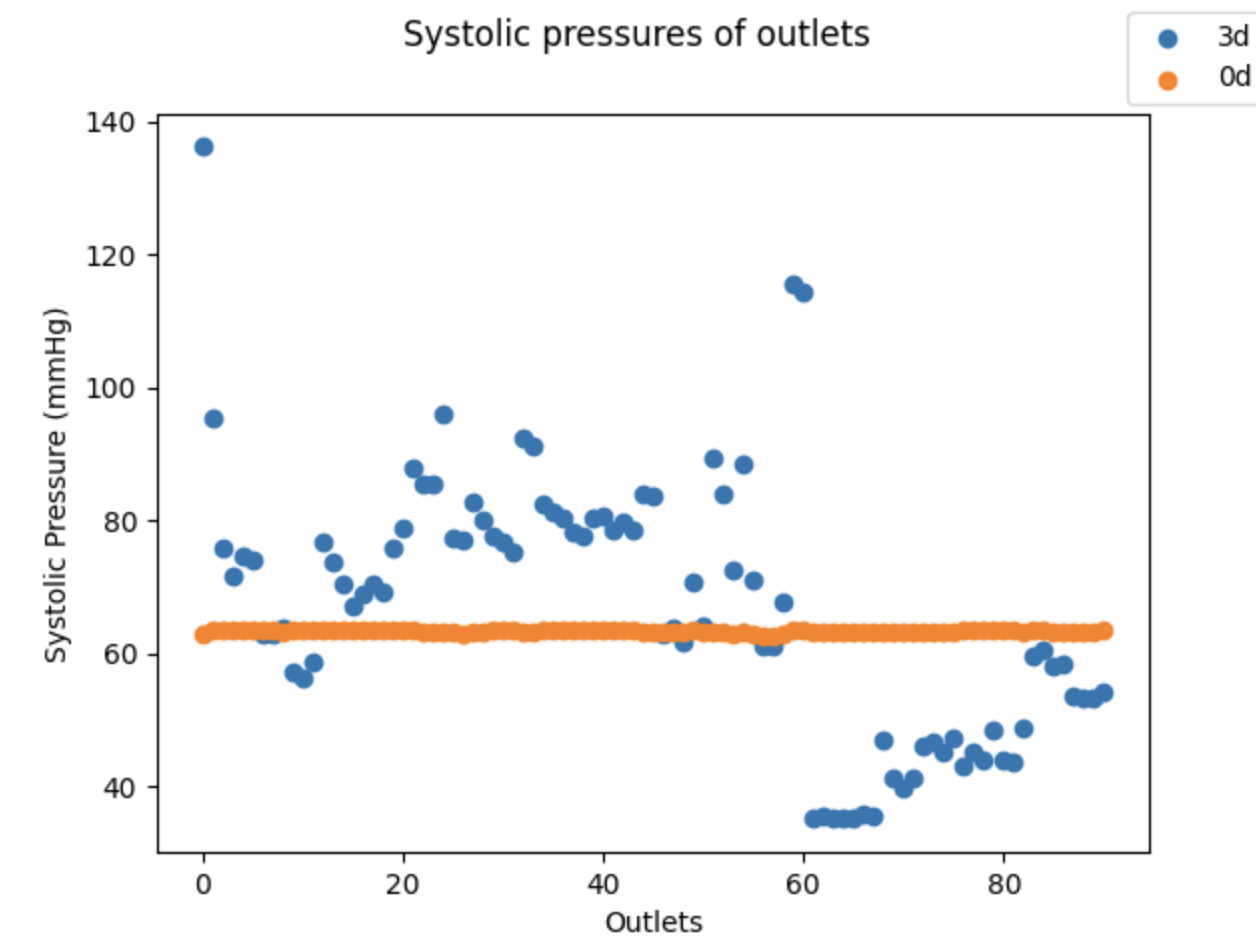 Systolic pressures of outlets
3d
0d
140
120
100
80
60
40
Systolic Pressure (mmHg)
0 20 40 60 80
Outlets